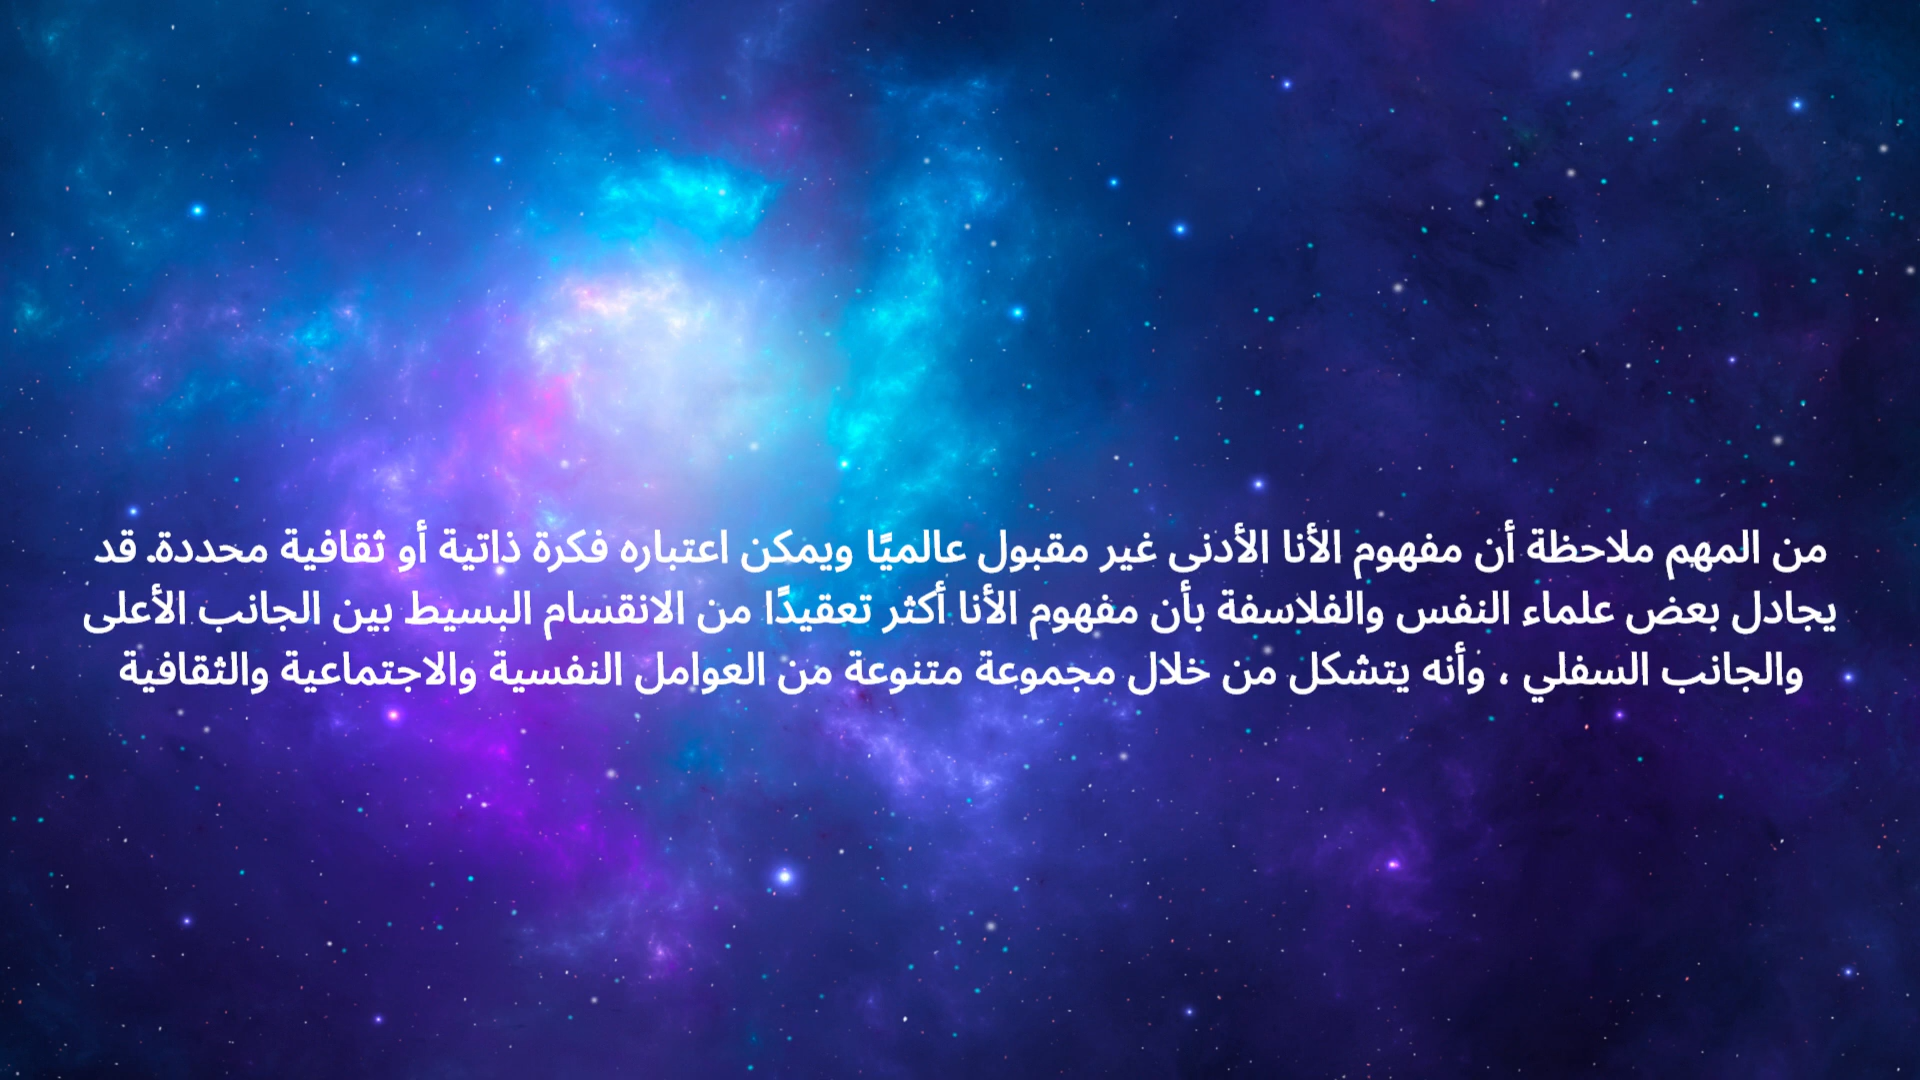 من المهم ملاحظة أن مفهوم الأنا الأدنى غير مقبول عالميًا ويمكن اعتباره فكرة ذاتية أو ثقافية محددة. قد
يجادل بعض علماء النفس والفلاسفة بأن مفهوم الأنا أكثر تعقيدًا من الانقسام البسيط بين الجانب الأعلى
والجانب السفلي ، وأنه يتشكل من خلال مجموعة متنوعة من العوامل النفسية والاجتماعية والثقافية